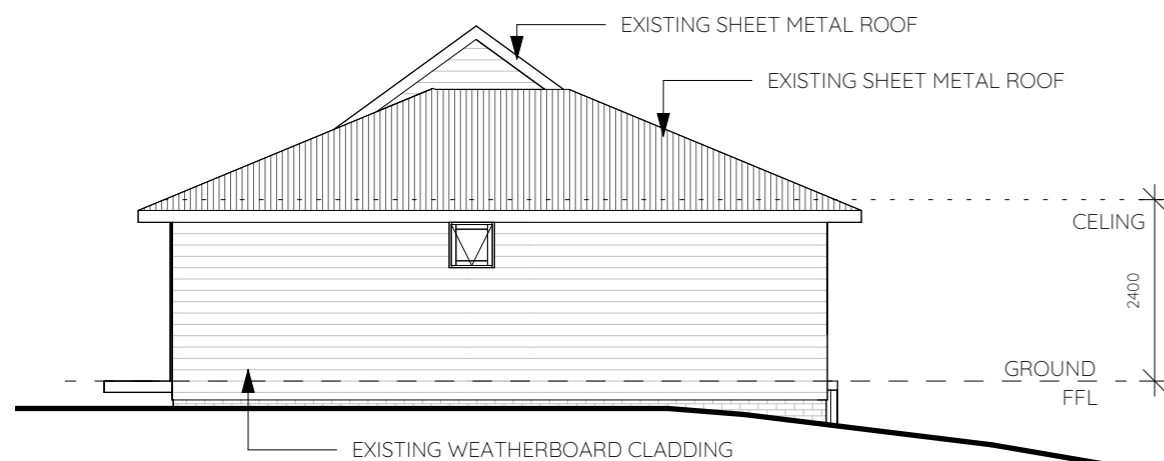 EXISTING SHEET METAL ROOF
EXISTING SHEET METAL ROOF
CELING
2400
GROUND
FFL
EXISTING WEATHERBOARD CLADDING